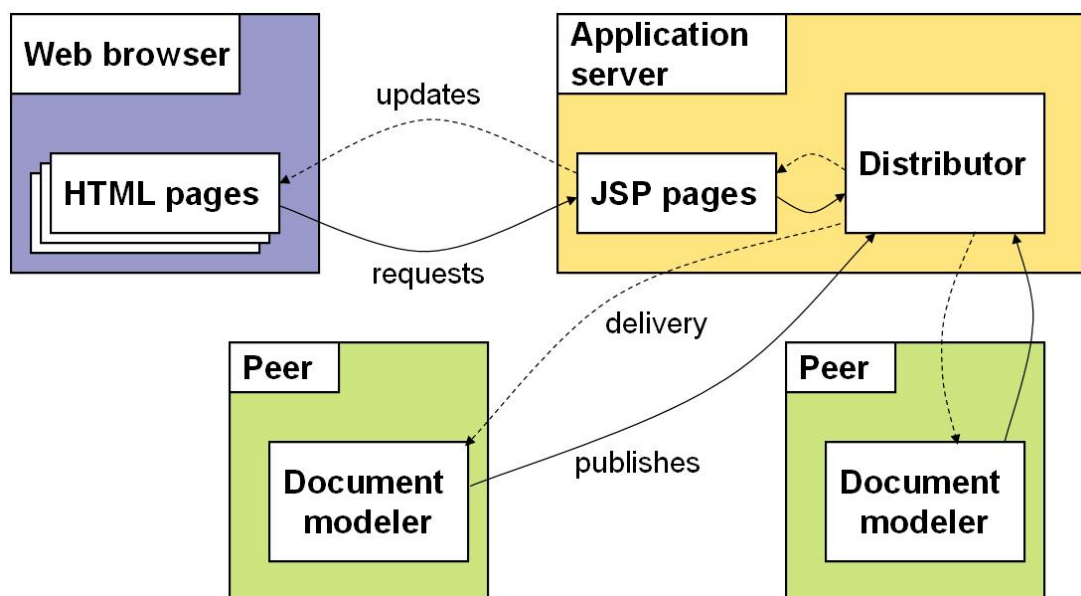 Web browser
Application
server
updates
HTML pages
JSP pages
Distributor
requests
delivery
Peer
Peer
publishes
Document
modeler
Document
modeler